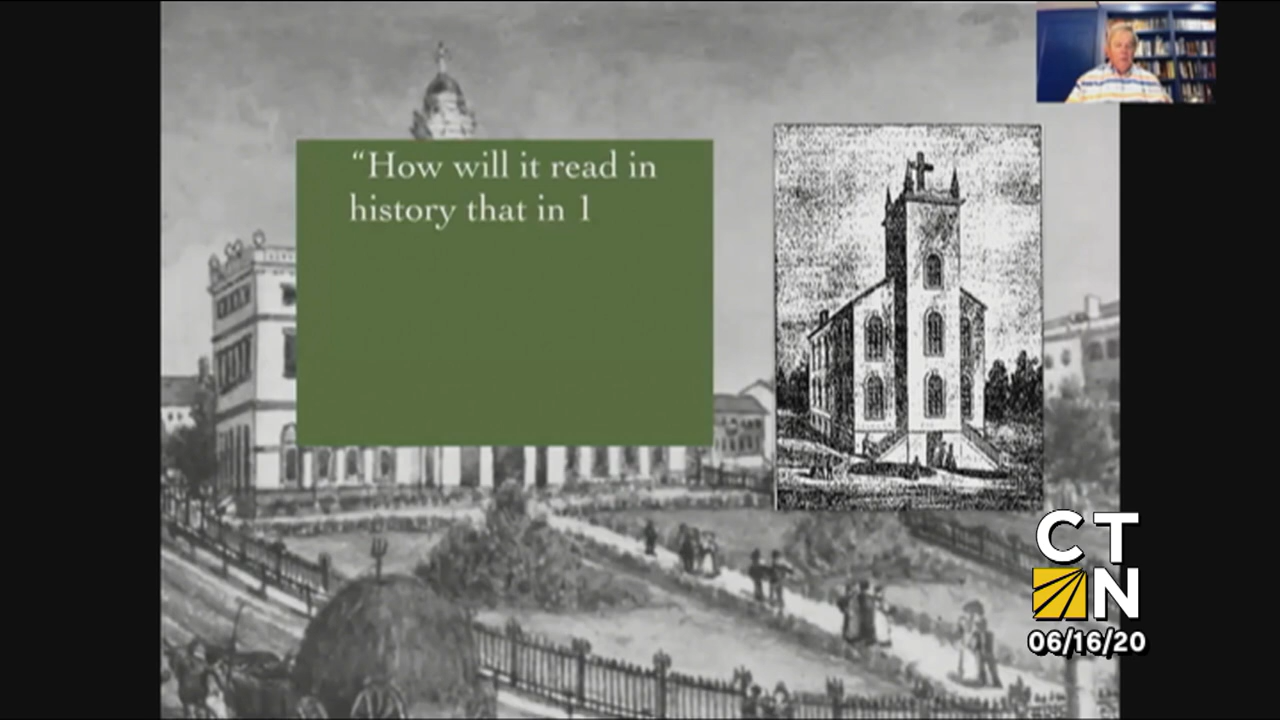 “How will it read in
history that in 1
CT
N
06/16/20